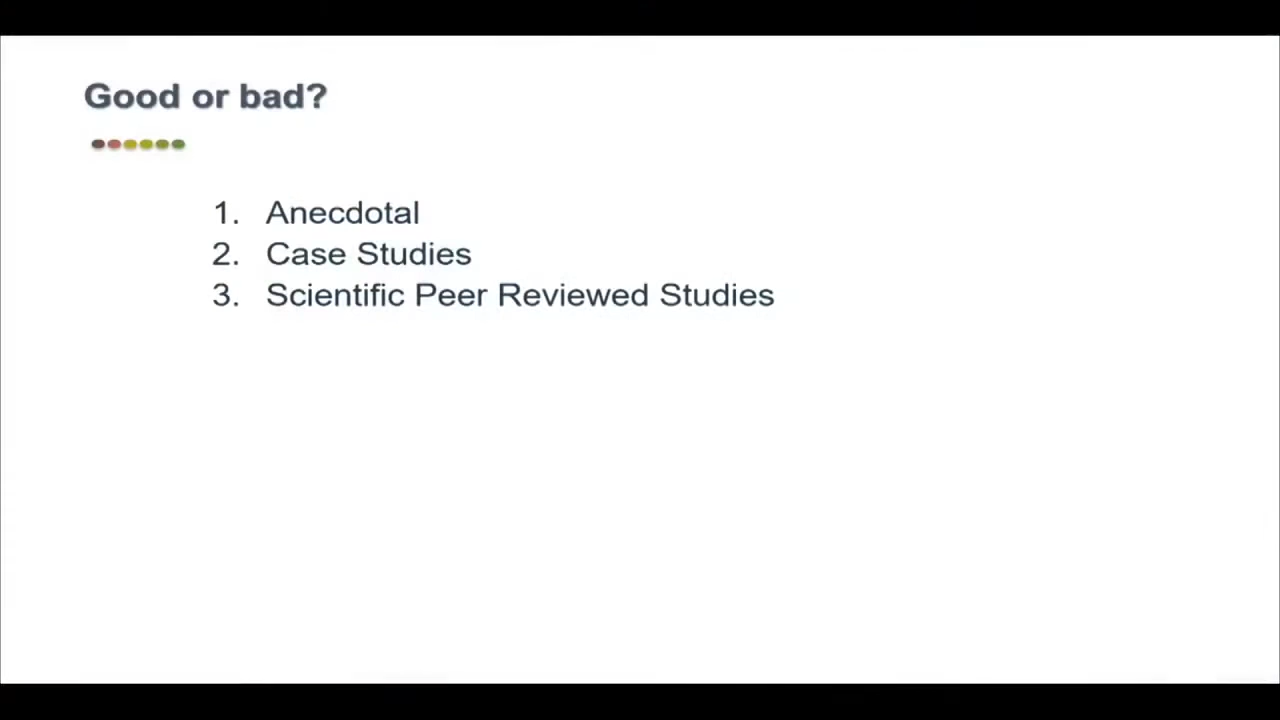 Good or bad?
1. Anecdotal
2. Case Studies
3. Scientific Peer Reviewed Studies